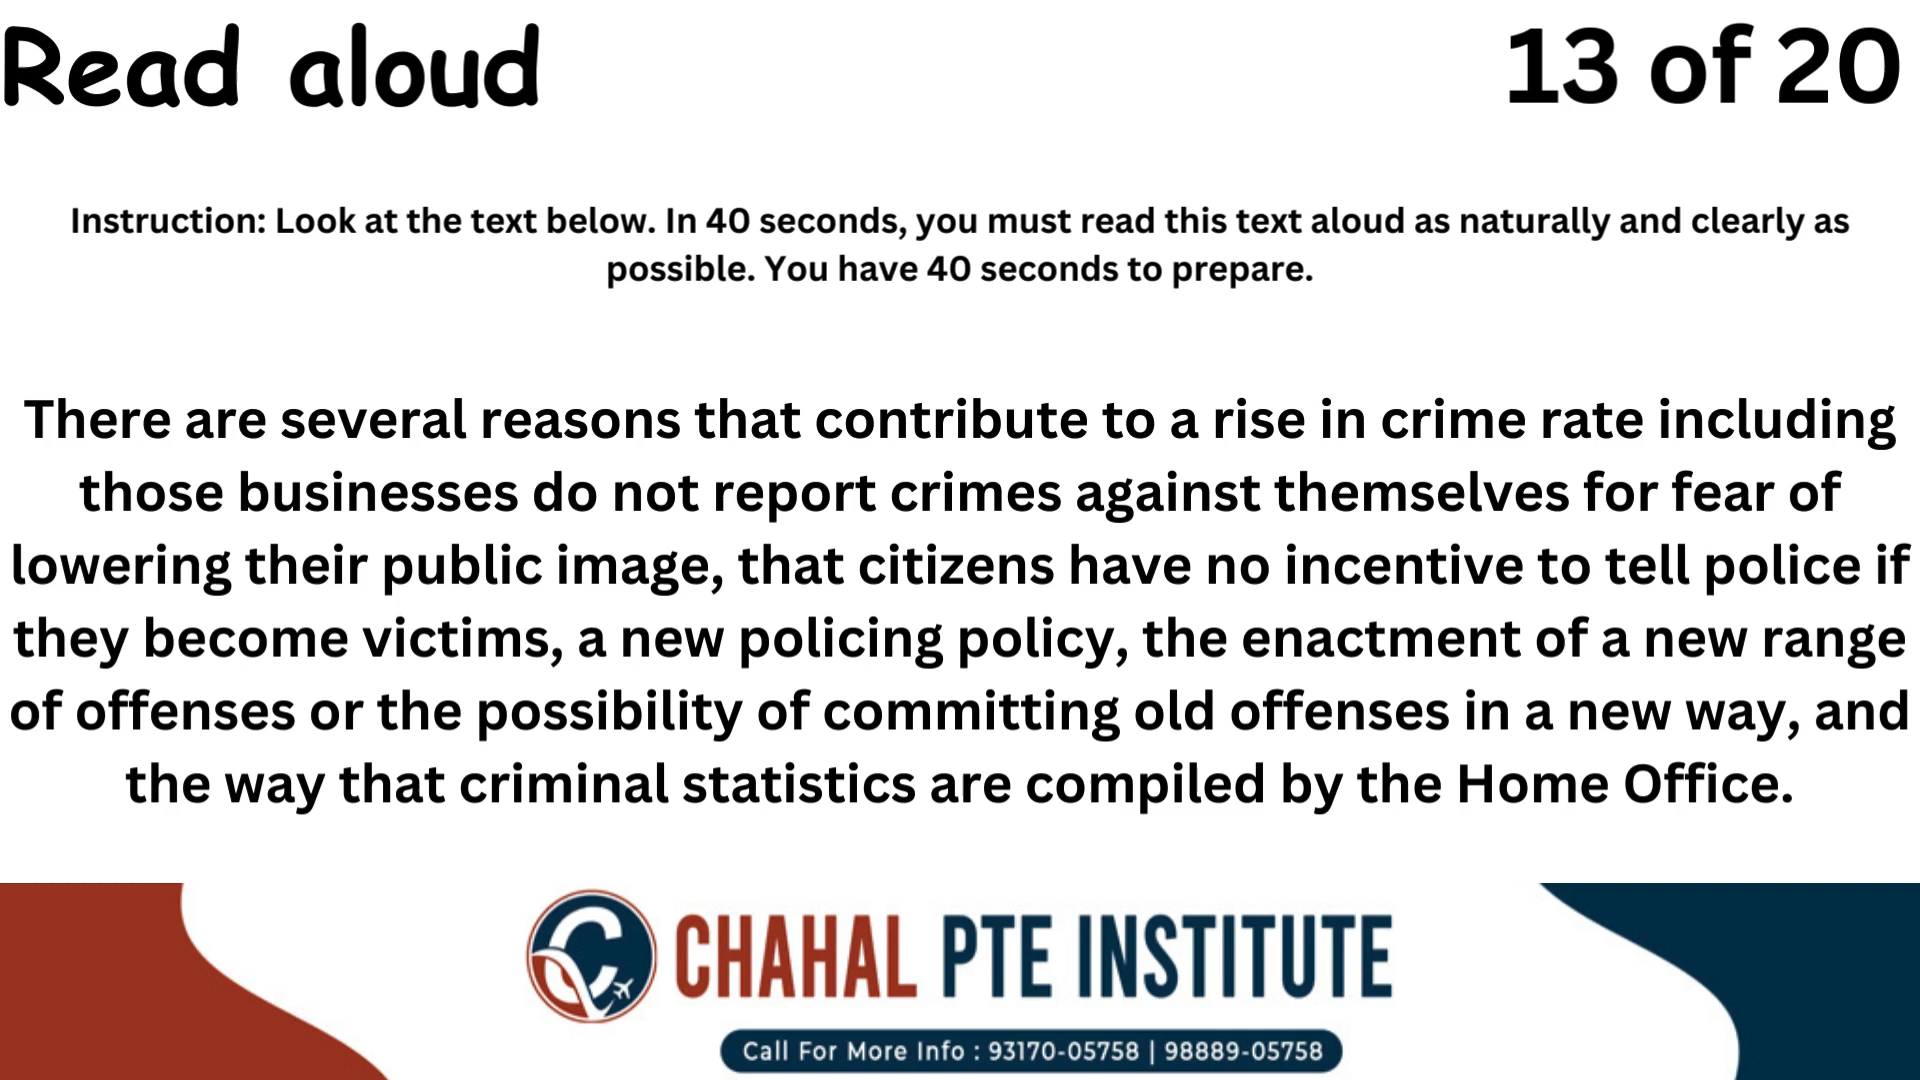 Read aloud
13 of 20
Instruction: Look at the text below. In 40 seconds, you must read this text aloud as naturally and clearly as
possible. You have 40 seconds to prepare.
There are several reasons that contribute to a rise in crime rate including
those businesses do not report crimes against themselves for fear of
lowering their public image, that citizens have no incentive to tell police if
they become victims, a new policing policy, the enactment of a new range
of offenses or the possibility of committing old offenses in a new way, and
the way that criminal statistics are compiled by the Home Office.
CHAHAL PTE INSTITUTE
Call For More Info : 93170-05758 | 98889-05758